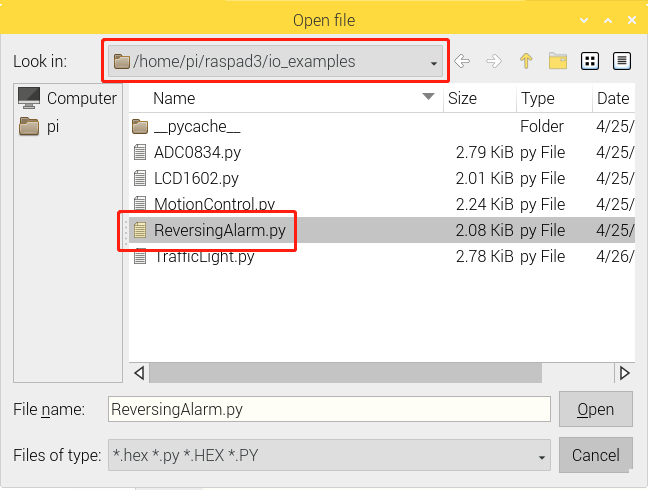 Open file
Look in: /home/pi/raspad3/io_examples
Computer
pi
Name Size Type Date
__pycache__ Folder 4/25/
ADC0834.py 2.79 KiB py File 4/25/
LCD1602.py 2.01 KiB py File 4/25/
MotionControl.py 2.24 KiB py File 4/25/
ReversingAlarm.py 2.08 KiB py File 4/25/
TrafficLight.py 2.78 KiB py File 4/26/
File name: ReversingAlarm.py Open
Files of type: *.hex *.py *.HEX *.PY Cancel